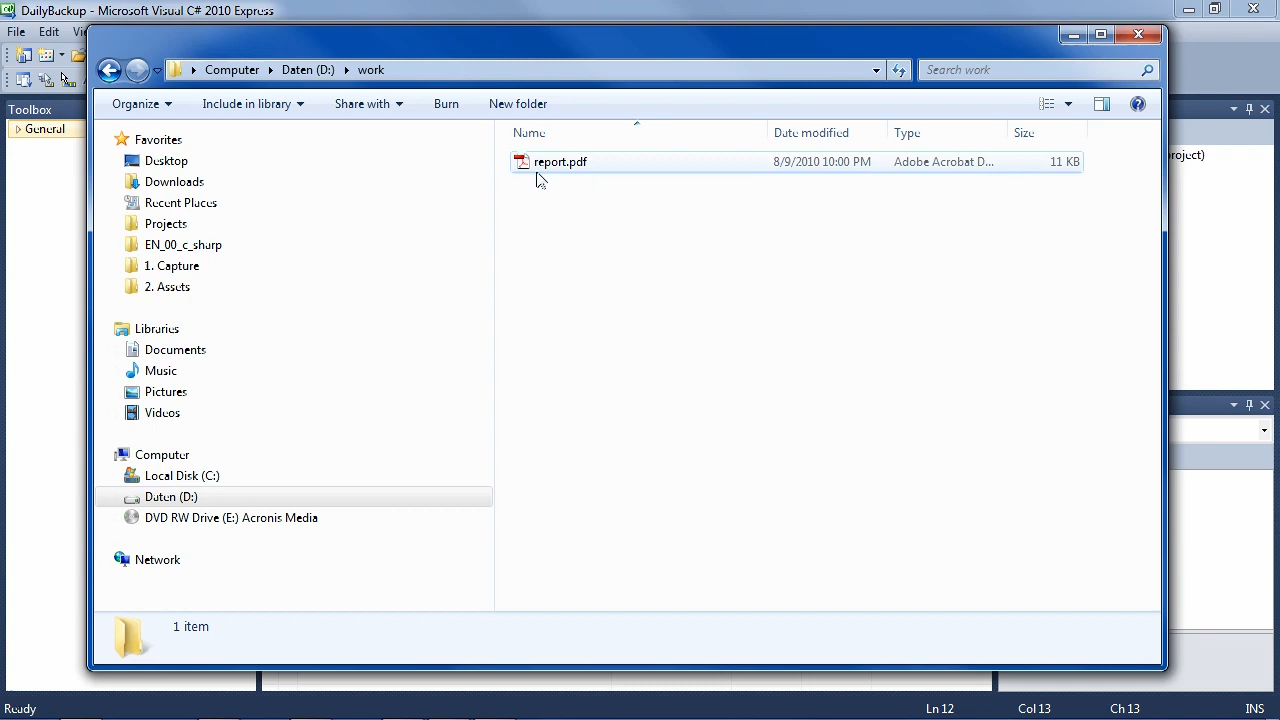 DailyBackup - Microsoft Visual C# 2010 Express
File Edit Vi
Computer Daten (D:) work
Search work
Organize Include in library Share with Burn New folder
Toolbox
General
Name Date modified Type Size
report.pdf 8/9/2010 10:00 PM Adobe Acrobat D... 11 KB
roject)
Favorites
Desktop
Downloads
Recent Places
Projects
EN_00_c_sharp
1. Capture
2. Assets
Libraries
Documents
Music
Pictures
Videos
Computer
Local Disk (C:)
Daten (D:)
DVD RW Drive (E:) Acronis Media
Network
1 item
Ready Ln 12 Col 13 Ch 13 INS